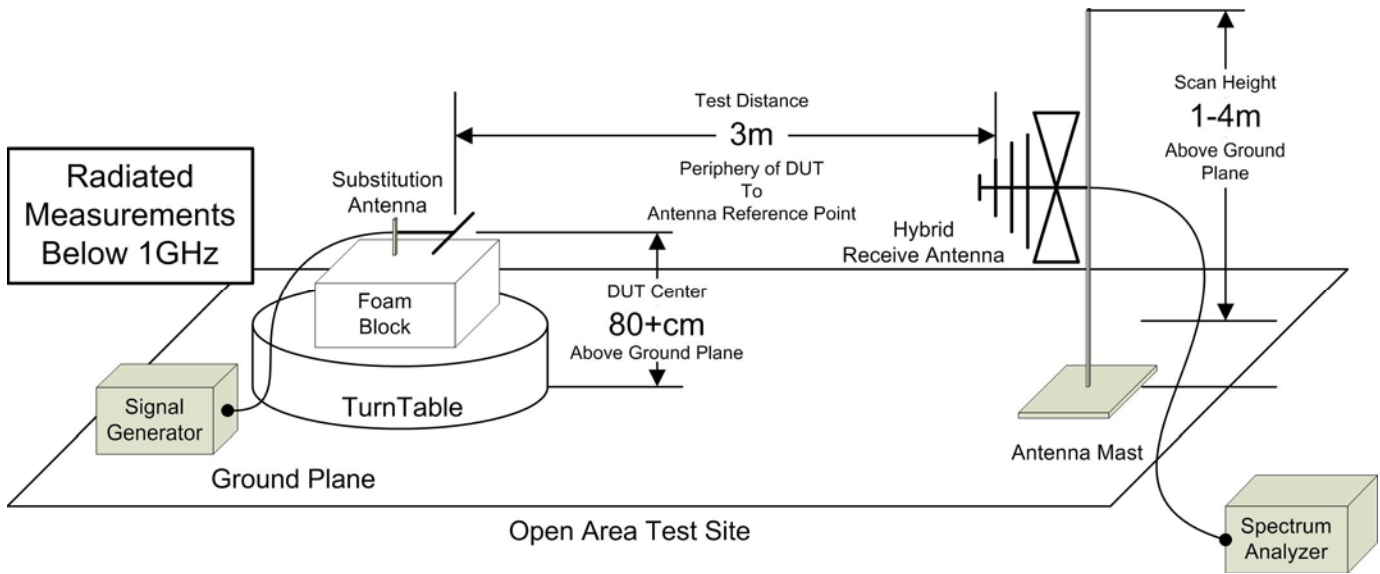 Radiated
Measurements
Below 1GHz
Substitution
Antenna
Test Distance
3m
Periphery of DUT
To
Antenna Reference Point
Scan Height
1-4m
Above Ground
Plane
Hybrid
Receive Antenna
Foam
Block
DUT Center
80+cm
Above Ground Plane
TurnTable
Signal
Generator
Ground Plane
Antenna Mast
Open Area Test Site
Spectrum
Analyzer